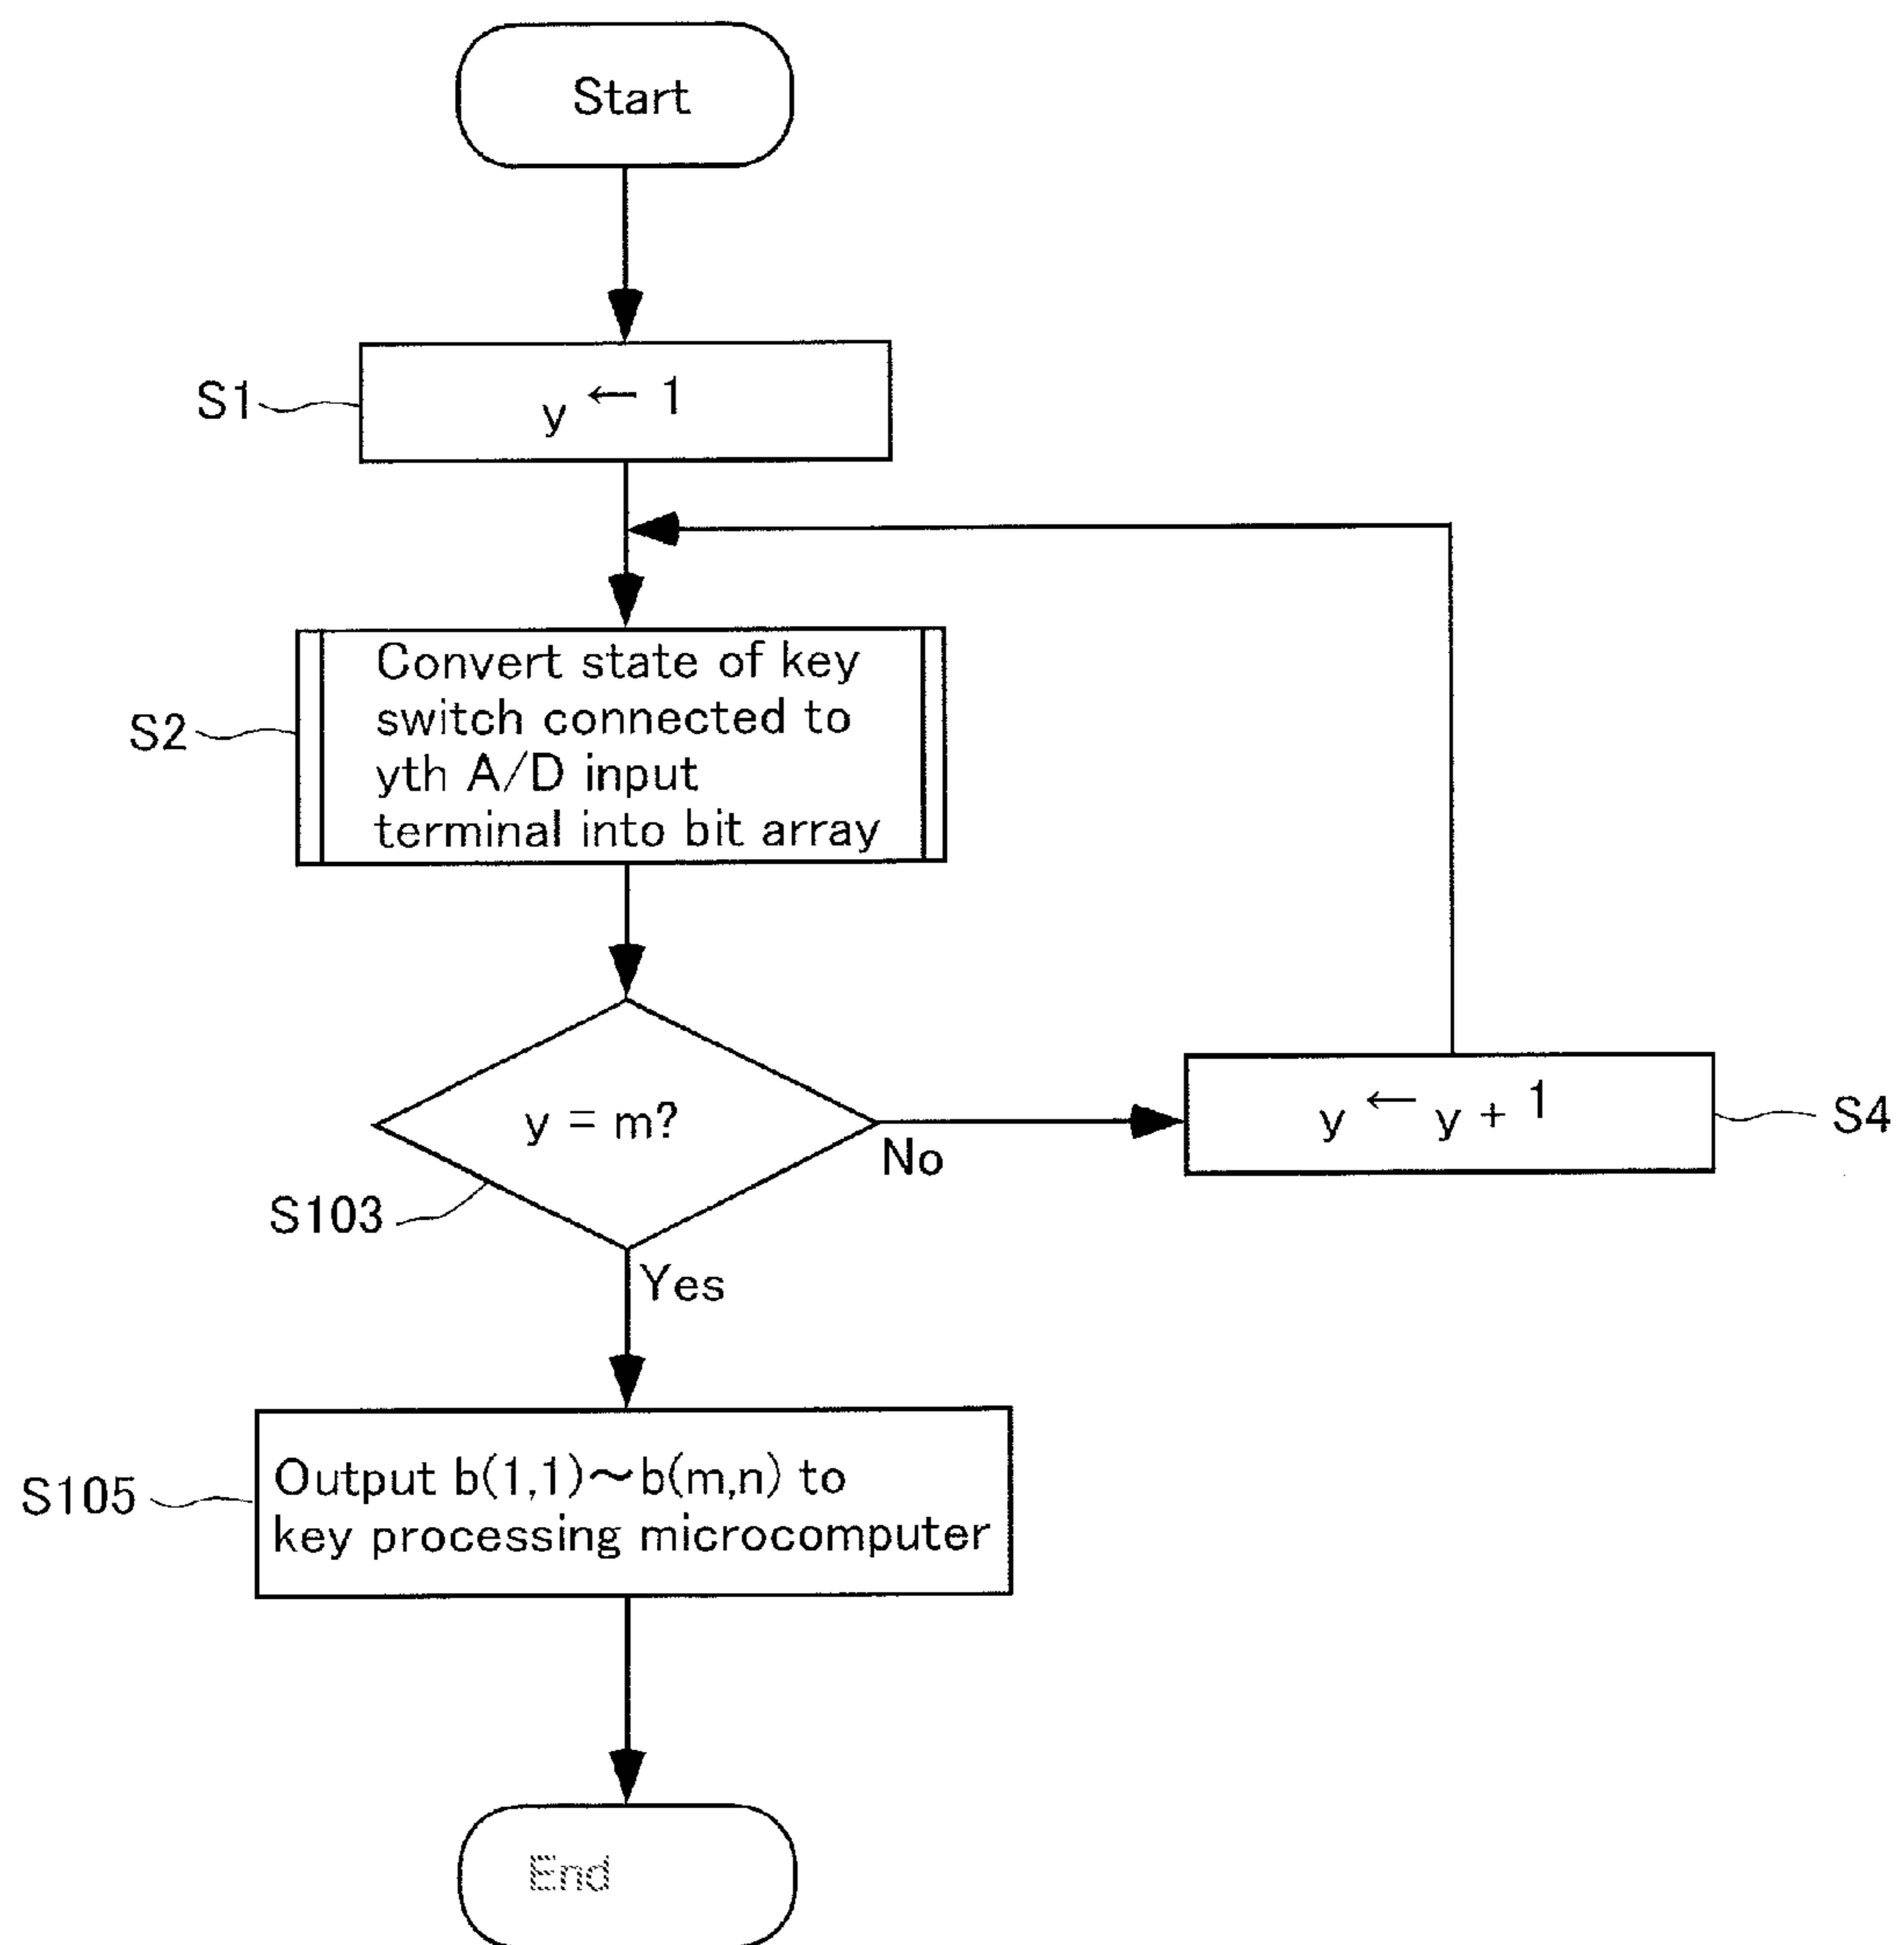 Start
S1
y ← 1
S2
Convert state of key
switch connected to
yth A/D input
terminal into bit array
y = m?
No
y ← y + 1
S4
S103
Yes
S105
Output b(1,1)~b(m,n) to
key processing microcomputer
End